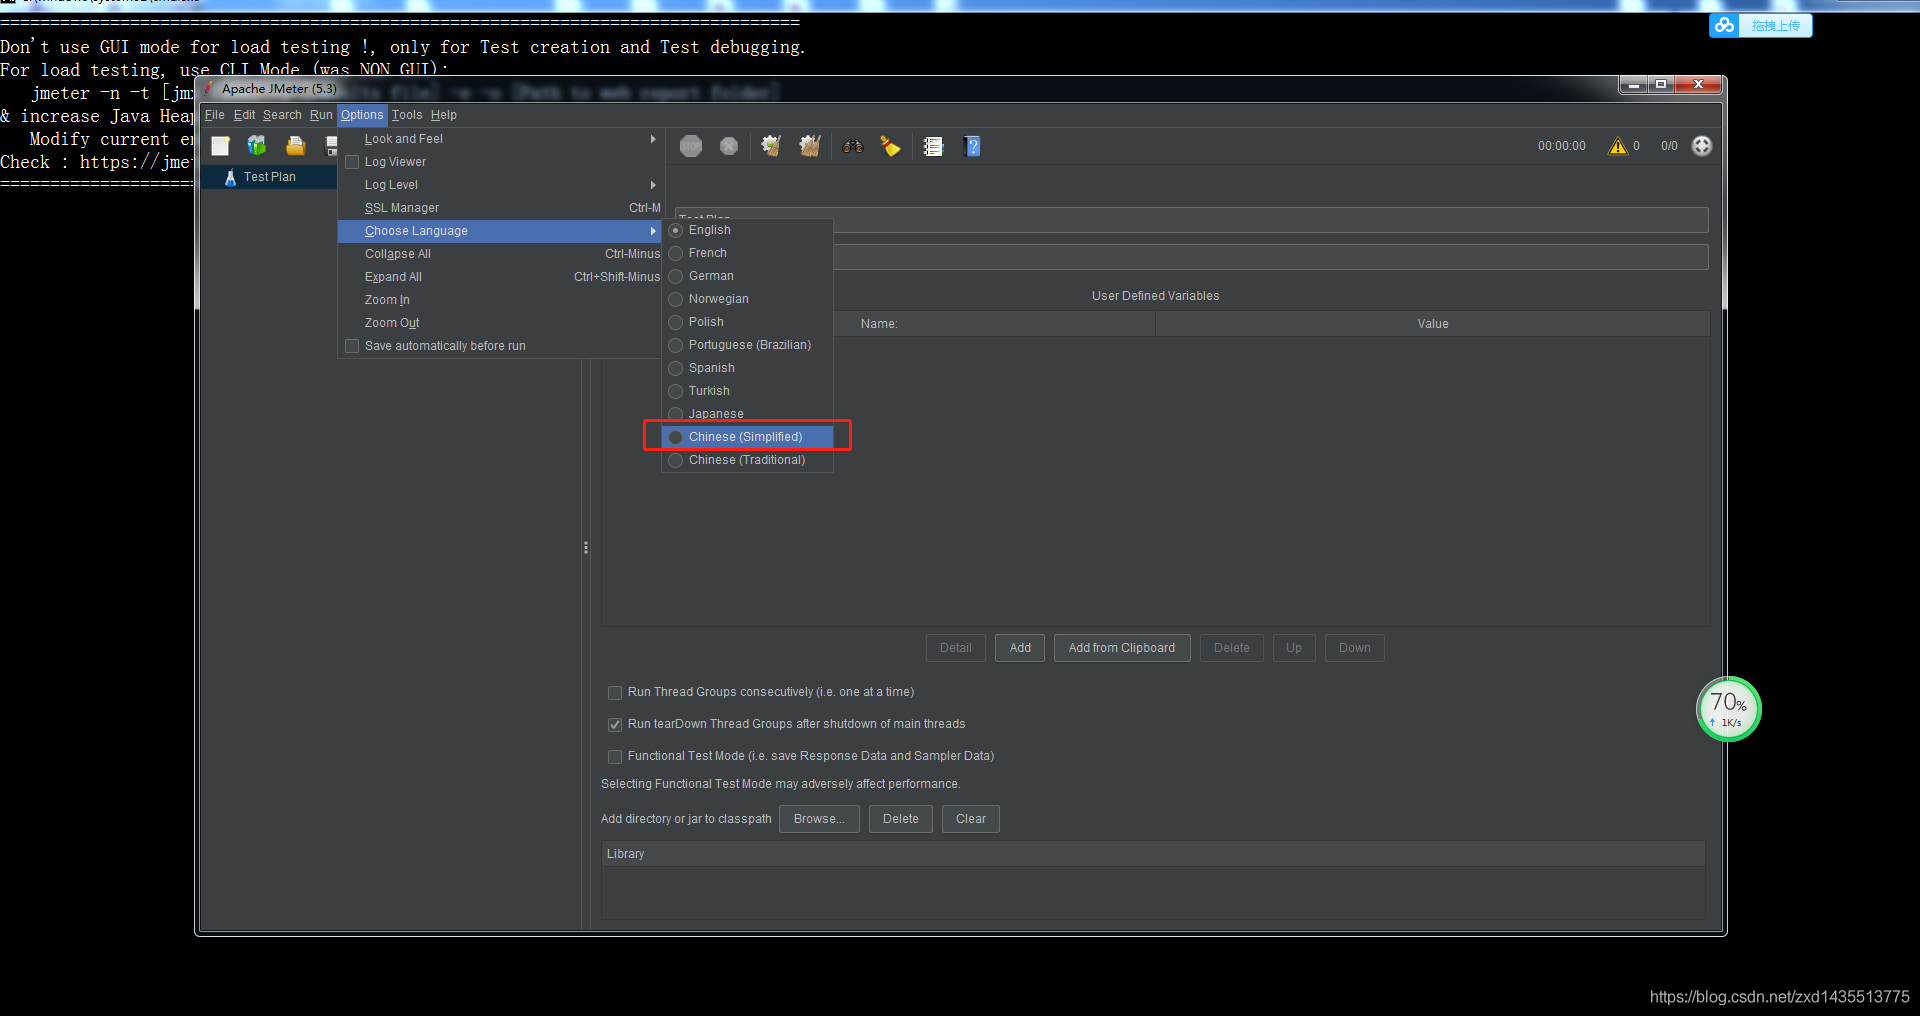 Don't use GUI mode for load testing !, only for Test creation and Test debugging.
For load testing, use CLI Mode (was NON GUI):
jmeter -n -t [jmx
& increase Java Heap
Modify current en
Check : https://jmet
拖拽上传
Apache JMeter (5.3)
File Edit Search Run Options Tools Help
Look and Feel
Log Viewer
Log Level
SSL Manager Ctrl-M
Choose Language
Collapse All Ctrl-Minus
Expand All Ctrl+Shift-Minus
Zoom In
Zoom Out
Save automatically before run
STOP
00:00:00 0 0/0
Test Plan
Test Plan
English
French
German
Norwegian
Polish
Portuguese (Brazilian)
Spanish
Turkish
Japanese
Chinese (Simplified)
Chinese (Traditional)
User Defined Variables
Name: Value
Detail Add Add from Clipboard Delete Up Down
Run Thread Groups consecutively (i.e. one at a time)
Run tearDown Thread Groups after shutdown of main threads
Functional Test Mode (i.e. save Response Data and Sampler Data)
Selecting Functional Test Mode may adversely affect performance.
Add directory or jar to classpath Browse... Delete Clear
Library
70%
↑ 1K/s
https://blog.csdn.net/zxd1435513775